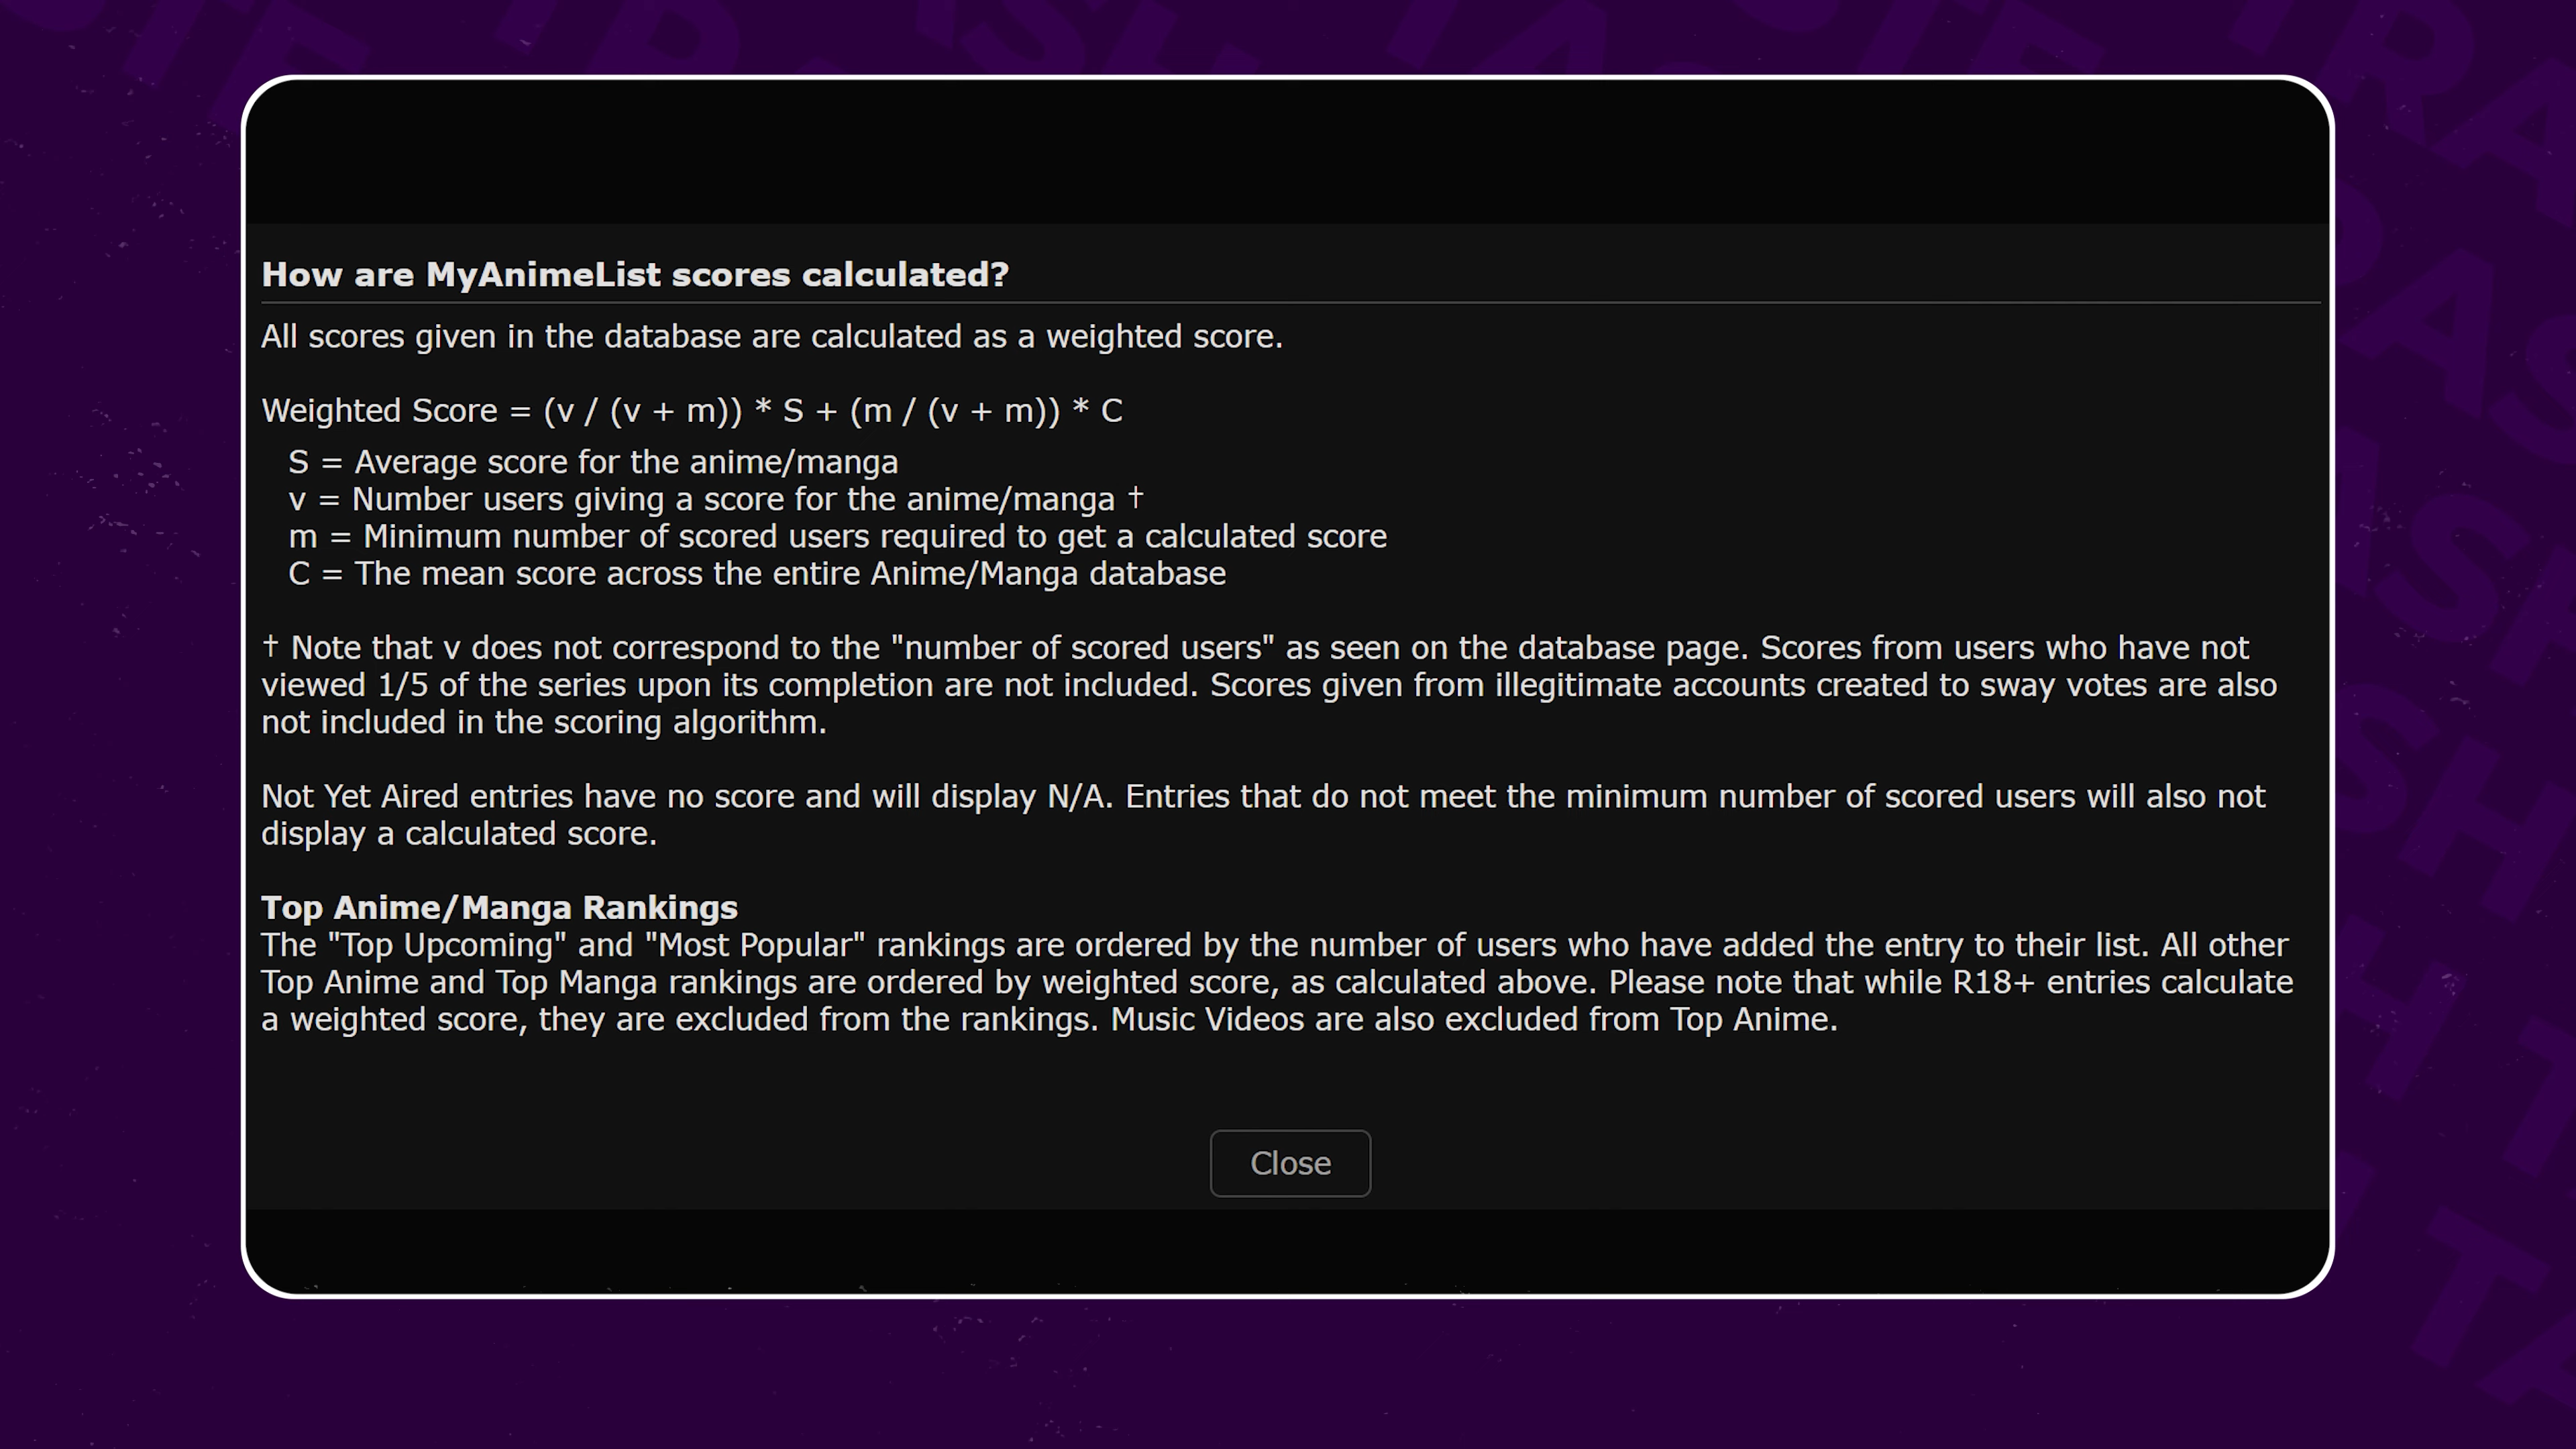 How are MyAnimeList scores calculated?
All scores given in the database are calculated as a weighted score.
Weighted Score = (v / (v + m)) * S + (m / (v + m)) * C
S = Average score for the anime/manga
v = Number users giving a score for the anime/manga †
m = Minimum number of scored users required to get a calculated score
C = The mean score across the entire Anime/Manga database
† Note that v does not correspond to the "number of scored users" as seen on the database page. Scores from users who have not
viewed 1/5 of the series upon its completion are not included. Scores given from illegitimate accounts created to sway votes are also
not included in the scoring algorithm.
Not Yet Aired entries have no score and will display N/A. Entries that do not meet the minimum number of scored users will also not
display a calculated score.
Top Anime/Manga Rankings
The "Top Upcoming" and "Most Popular" rankings are ordered by the number of users who have added the entry to their list. All other
Top Anime and Top Manga rankings are ordered by weighted score, as calculated above. Please note that while R18+ entries calculate
a weighted score, they are excluded from the rankings. Music Videos are also excluded from Top Anime.
Close